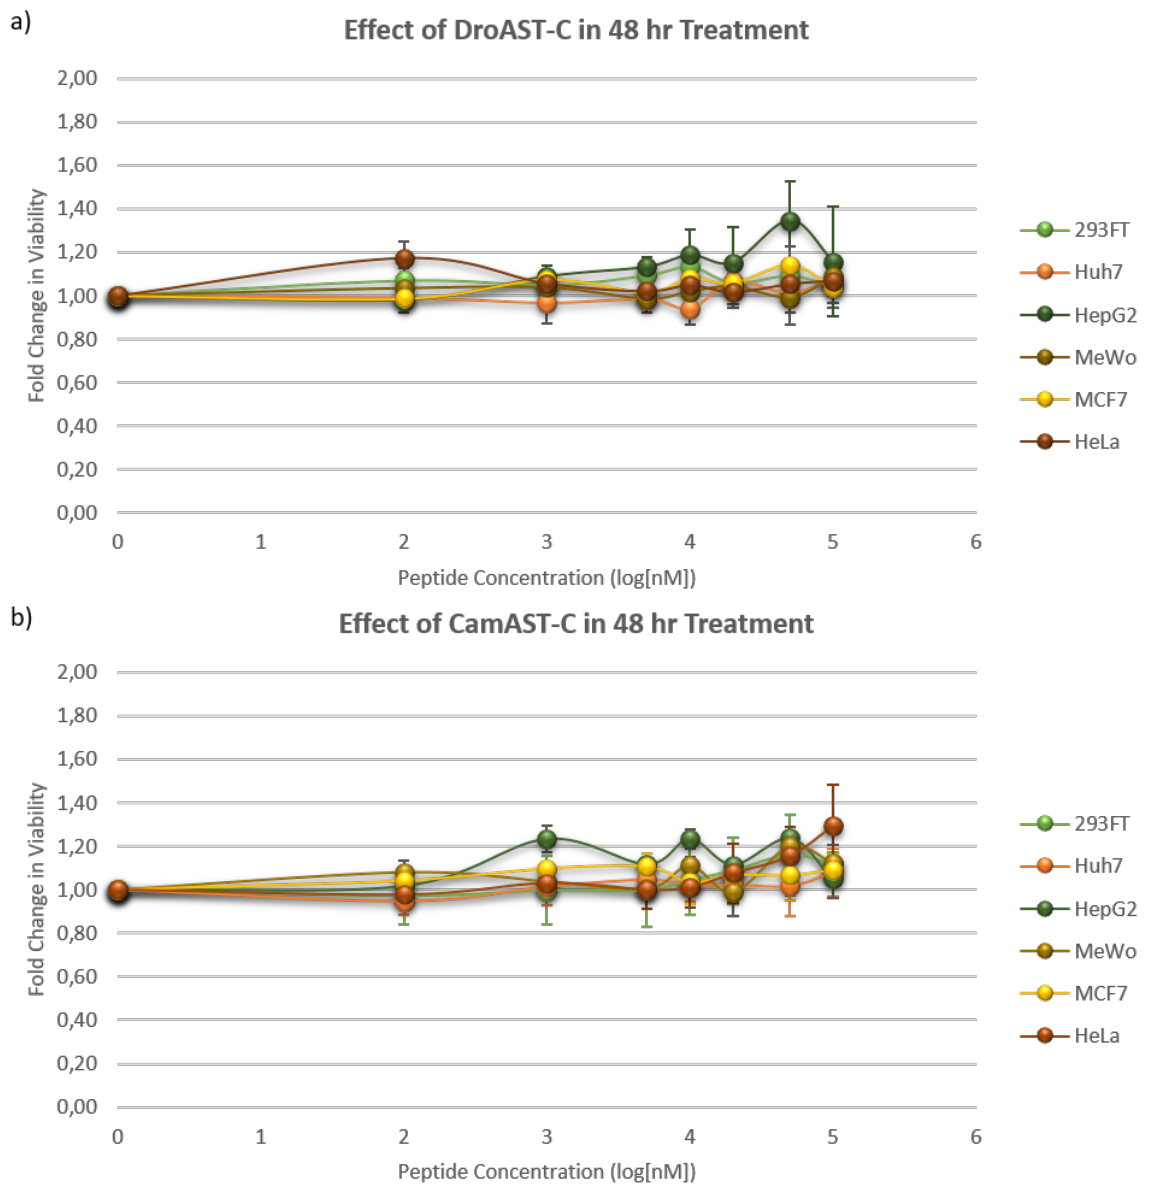 a)
Effect of DroAST-C in 48 hr Treatment
2,00
1,80
1,60
1,40
1,20
1,00
0,80
0,60
0,40
0,20
0,00
Fold Change in Viability
0 1 2 3 4 5 6
Peptide Concentration (log[nM])
293FT
Huh7
HepG2
MeWo
MCF7
HeLa
b)
Effect of CamAST-C in 48 hr Treatment
2,00
1,80
1,60
1,40
1,20
1,00
0,80
0,60
0,40
0,20
0,00
Fold Change in Viability
0 1 2 3 4 5 6
Peptide Concentration (log[nM])
293FT
Huh7
HepG2
MeWo
MCF7
HeLa